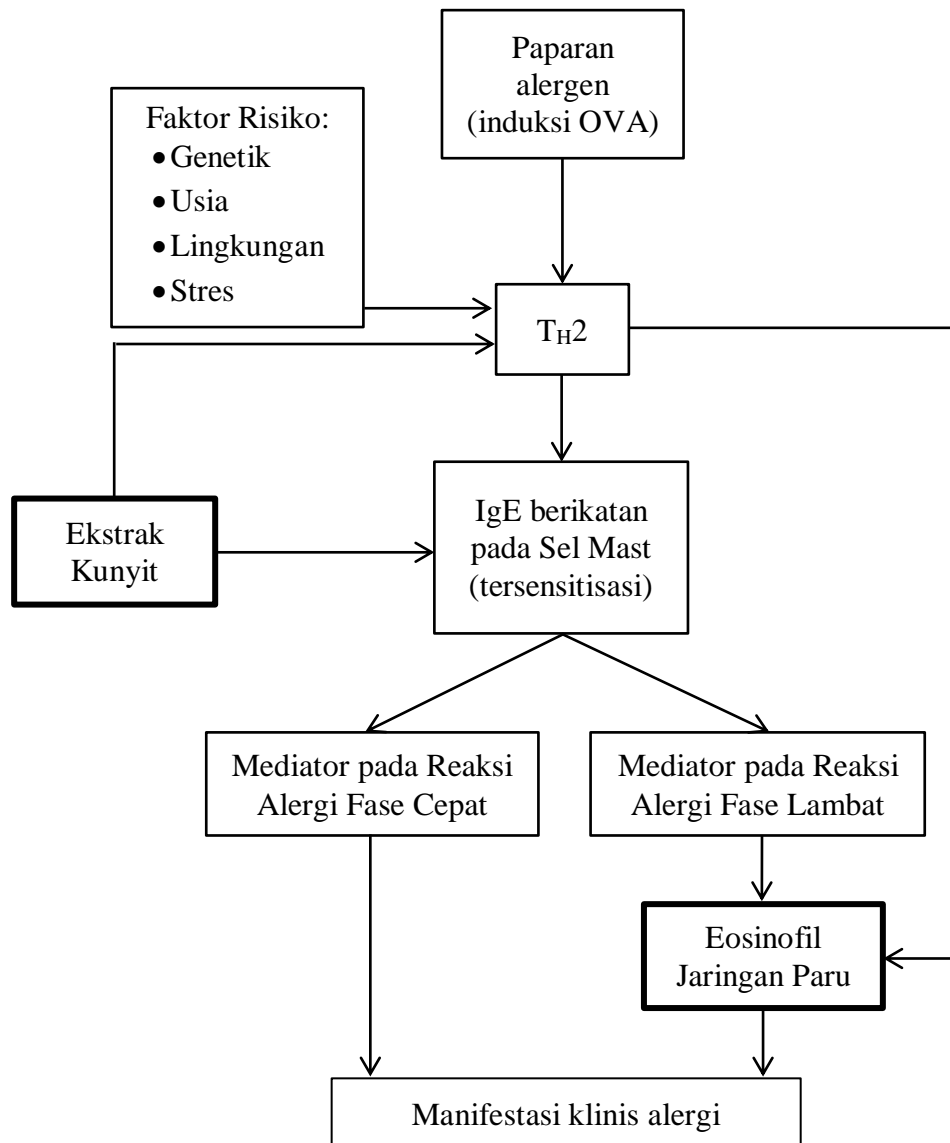 Paparan
alergen
(induksi OVA)
Faktor Risiko:
• Genetik
• Usia
• Lingkungan
• Stres
TH2
IgE berikatan
pada Sel Mast
(tersensitisasi)
Ekstrak
Kunyit
Mediator pada Reaksi
Alergi Fase Cepat
Mediator pada Reaksi
Alergi Fase Lambat
Eosinofil
Jaringan Paru
Manifestasi klinis alergi